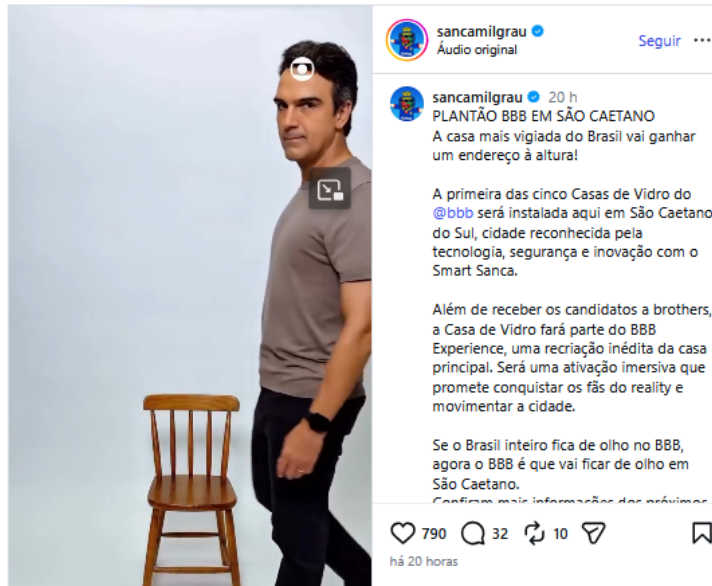 sancamilgrau
Áudio original
Seguir
sancamilgrau 20 h
PLANTÃO BBB EM SÃO CAETANO
A casa mais vigiada do Brasil vai ganhar
um endereço à altura!
A primeira das cinco Casas de Vidro do
@bbb será instalada aqui em São Caetano
do Sul, cidade reconhecida pela
tecnologia, segurança e inovação com o
Smart Sanca.
Além de receber os candidatos a brothers,
a Casa de Vidro fará parte do BBB
Experience, uma recriação inédita da casa
principal. Será uma ativação imersiva que
promete conquistar os fãs do reality e
movimentar a cidade.
Se o Brasil inteiro fica de olho no BBB,
agora o BBB é que vai ficar de olho em
São Caetano.
Confiram mais informações dos próximos
790 32 10
há 20 horas